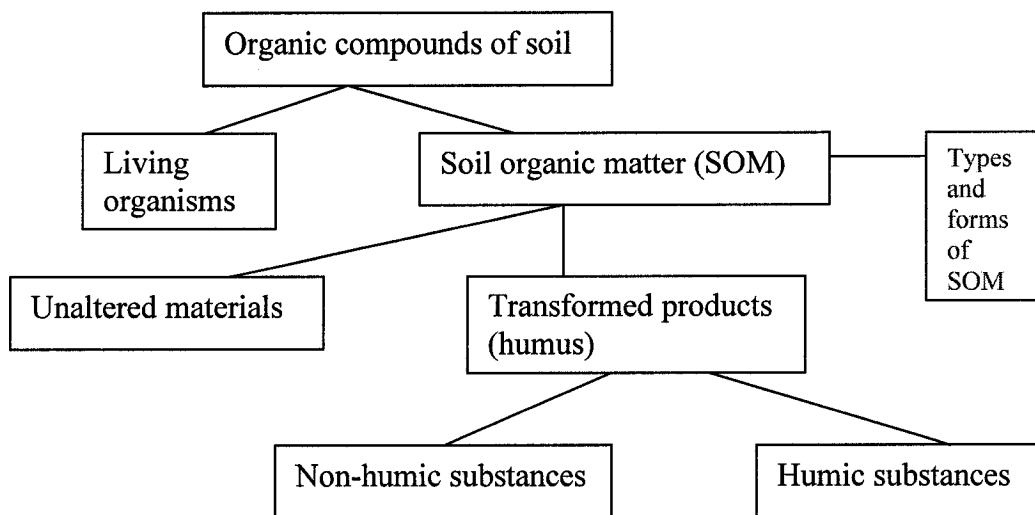 Organic compounds of soil
Living
organisms
Soil organic matter (SOM)
Types
and
forms
of
SOM
Unaltered materials
Transformed products
(humus)
Non-humic substances
Humic substances